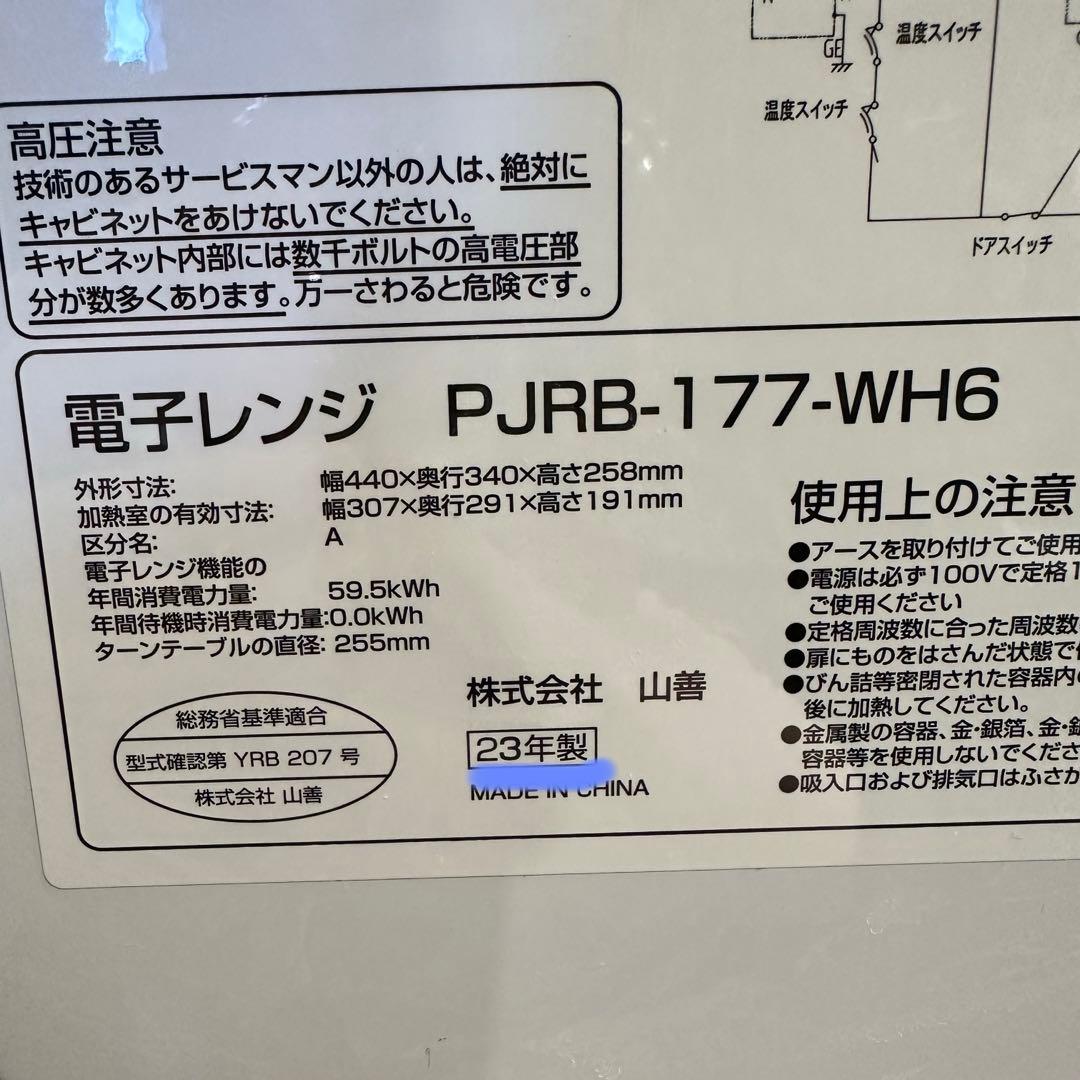 GE
温度スイッチ
温度スイッチ
ドアスイッチ
高圧注意
技術のあるサービスマン以外の人は、絶対に
キャビネットをあけないでください。
キャビネット内部には数千ボルトの高電圧部
分が数多くあります。万一さわると危険です。
電子レンジ PJRB-177-WH6
外形寸法: 幅440×奥行340×高さ258mm
加熱室の有効寸法: 幅307×奥行291×高さ191mm
区分名: A
電子レンジ機能の
年間消費電力量: 59.5kWh
年間待機時消費電力量:0.0kWh
ターンテーブルの直径: 255mm
総務省基準適合
型式確認第 YRB 207 号
株式会社 山善
株式会社 山善
23年製
MADE IN CHINA
使用上の注意
●アースを取り付けてご使用
●電源は必ず100Vで定格1
ご使用ください
●定格周波数に合った周波数
●扉にものをはさんだ状態で
●びん詰等密閉された容器内の
後に加熱してください。
●金属製の容器、金・銀箔、金・銀
容器等を使用しないでくださ
●吸入口および排気口はふさが